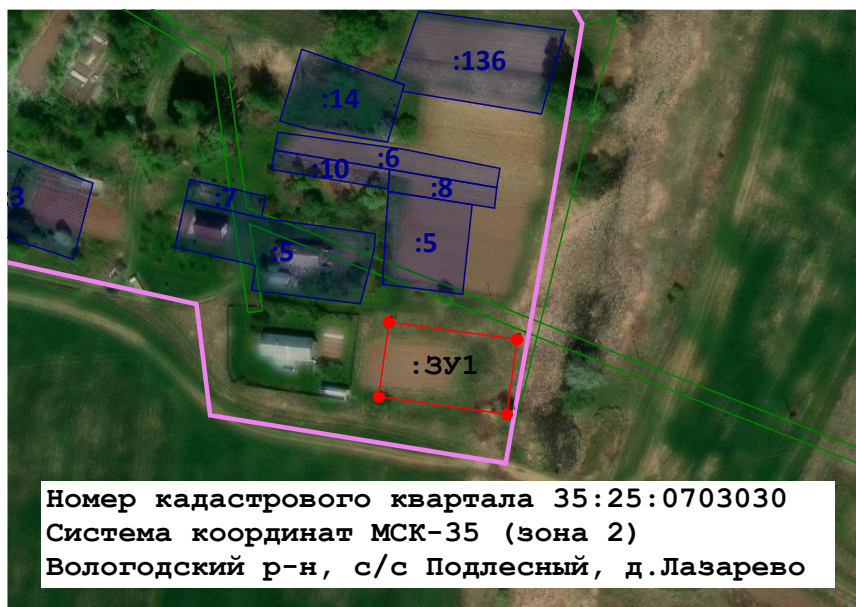 :136
:14
:6
:10
:8
:7
:3
:5
:5
:ЗУ1
Номер кадастрового квартала 35:25:0703030
Система координат МСК-35 (зона 2)
Вологодский р-н, с/с Подлесный, д.Лазарево